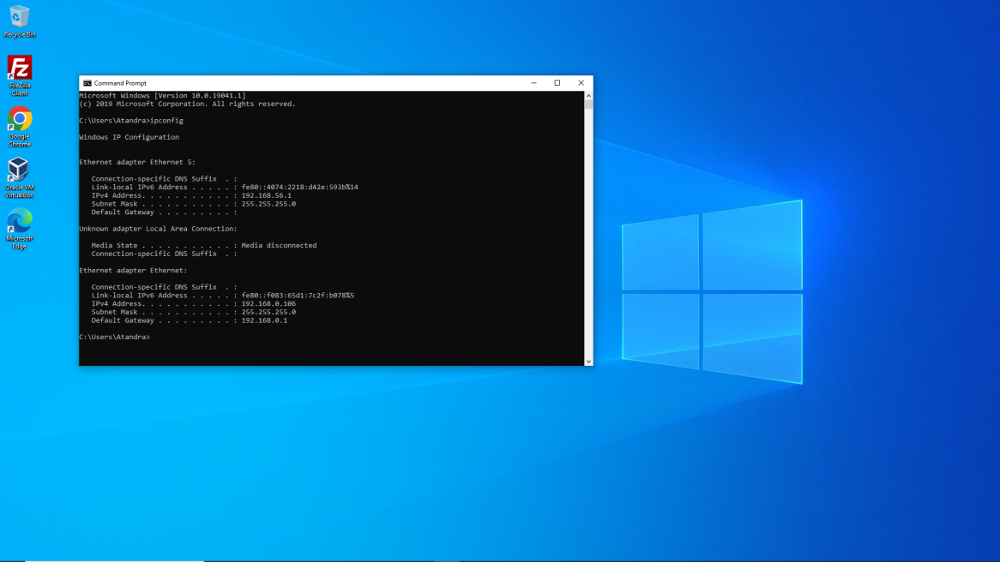 Recycle Bin
FileZilla
Client
Google
Chrome
Oracle VM
VirtualBox
Microsoft
Edge
Command Prompt
Microsoft Windows [Version 10.0.19041.1]
(c) 2019 Microsoft Corporation. All rights reserved.
C:\Users\Atandra>ipconfig
Windows IP Configuration
Ethernet adapter Ethernet 5:
Connection-specific DNS Suffix  . :
Link-local IPv6 Address . . . . . : fe80::4074:2218:d42e:593b%14
IPv4 Address. . . . . . . . . . . : 192.168.56.1
Subnet Mask . . . . . . . . . . . : 255.255.255.0
Default Gateway . . . . . . . . . :
Unknown adapter Local Area Connection:
Media State . . . . . . . . . . . : Media disconnected
Connection-specific DNS Suffix  . :
Ethernet adapter Ethernet:
Connection-specific DNS Suffix  . :
Link-local IPv6 Address . . . . . : fe80::f083:65d1:7c2f:b078%5
IPv4 Address. . . . . . . . . . . : 192.168.0.106
Subnet Mask . . . . . . . . . . . : 255.255.255.0
Default Gateway . . . . . . . . . : 192.168.0.1
C:\Users\Atandra>